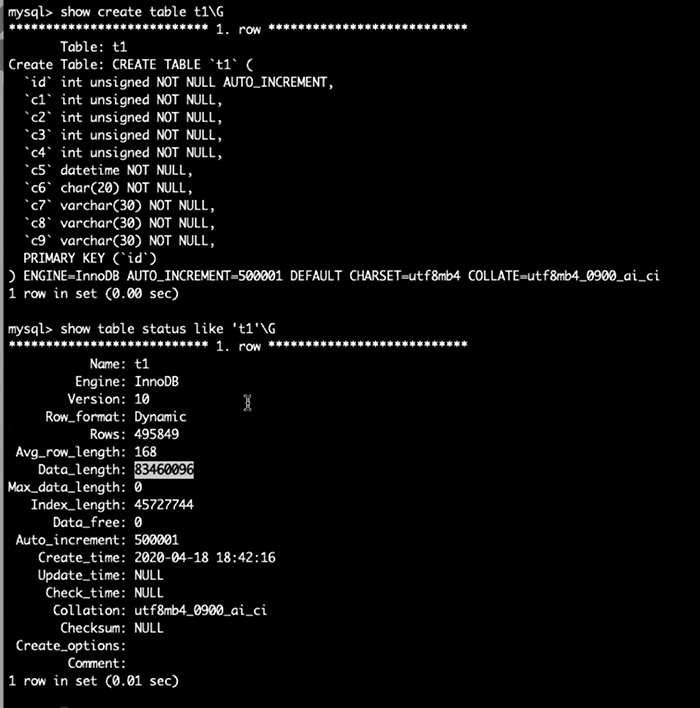 mysql> show create table t1\G
*************************** 1. row ***************************
       Table: t1
Create Table: CREATE TABLE `t1` (
  `id` int unsigned NOT NULL AUTO_INCREMENT,
  `c1` int unsigned NOT NULL,
  `c2` int unsigned NOT NULL,
  `c3` int unsigned NOT NULL,
  `c4` int unsigned NOT NULL,
  `c5` datetime NOT NULL,
  `c6` char(20) NOT NULL,
  `c7` varchar(30) NOT NULL,
  `c8` varchar(30) NOT NULL,
  `c9` varchar(30) NOT NULL,
  PRIMARY KEY (`id`)
) ENGINE=InnoDB AUTO_INCREMENT=500001 DEFAULT CHARSET=utf8mb4 COLLATE=utf8mb4_0900_ai_ci
1 row in set (0.00 sec)

mysql> show table status like 't1'\G
*************************** 1. row ***************************
           Name: t1
         Engine: InnoDB
        Version: 10
     Row_format: Dynamic
           Rows: 495849
 Avg_row_length: 168
    Data_length: 83460096
Max_data_length: 0
   Index_length: 45727744
      Data_free: 0
 Auto_increment: 500001
    Create_time: 2020-04-18 18:42:16
    Update_time: NULL
     Check_time: NULL
      Collation: utf8mb4_0900_ai_ci
       Checksum: NULL
 Create_options:
        Comment:
1 row in set (0.01 sec)